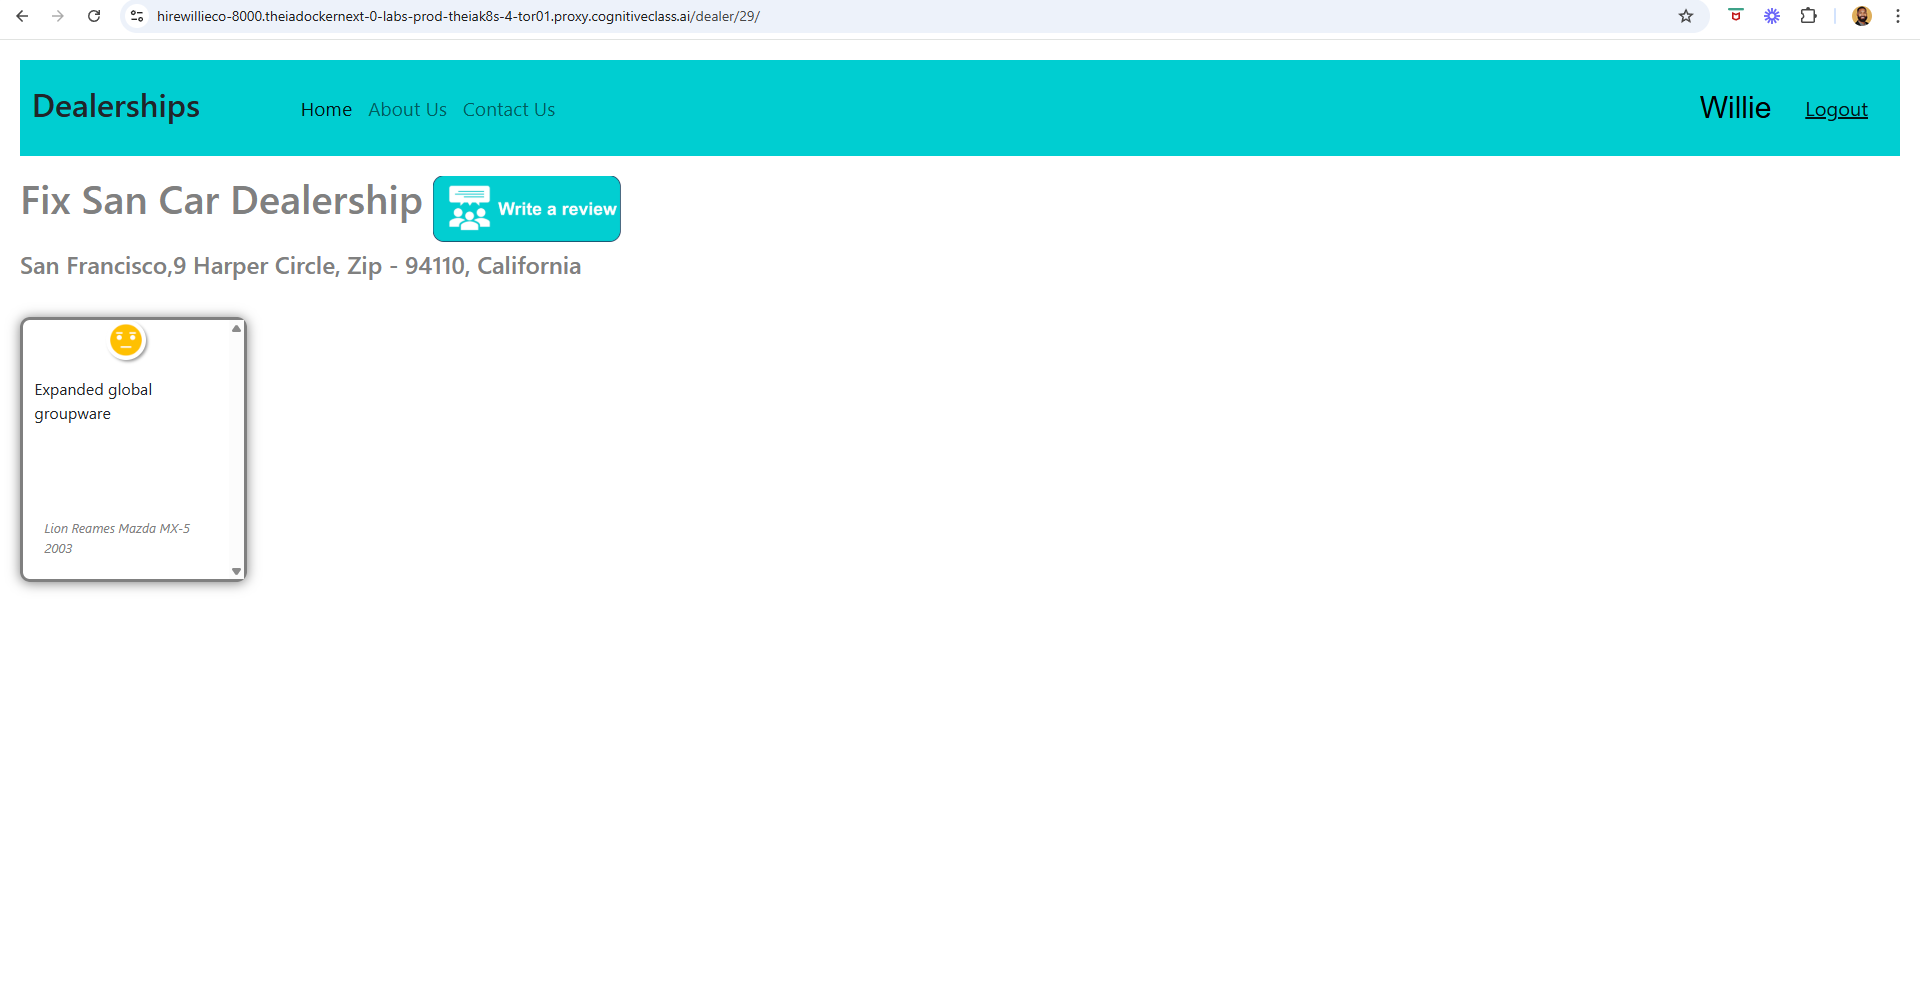 hirewillieco-8000.theiadockernext-0-labs-prod-theiak8s-4-tor01.proxy.cognitiveclass.ai/dealer/29/
Dealerships Home About Us Contact Us Willie Logout
Fix San Car Dealership Write a review
San Francisco,9 Harper Circle, Zip - 94110, California
Expanded global
groupware
Lion Reames Mazda MX-5
2003